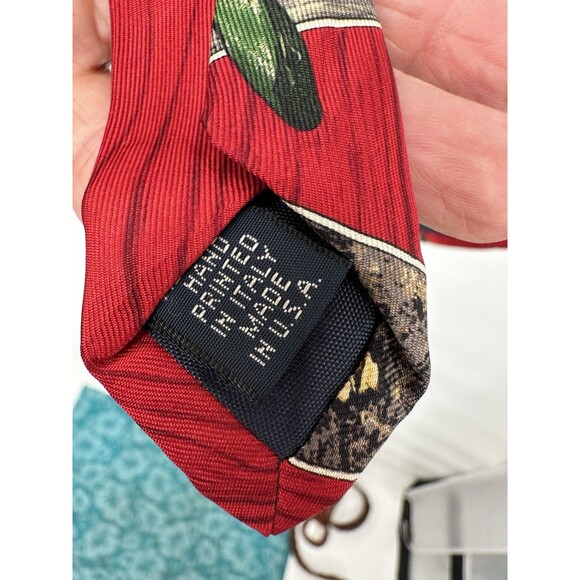 HAND
PRINTED
IN ITALY
MADE
IN U.S.A.